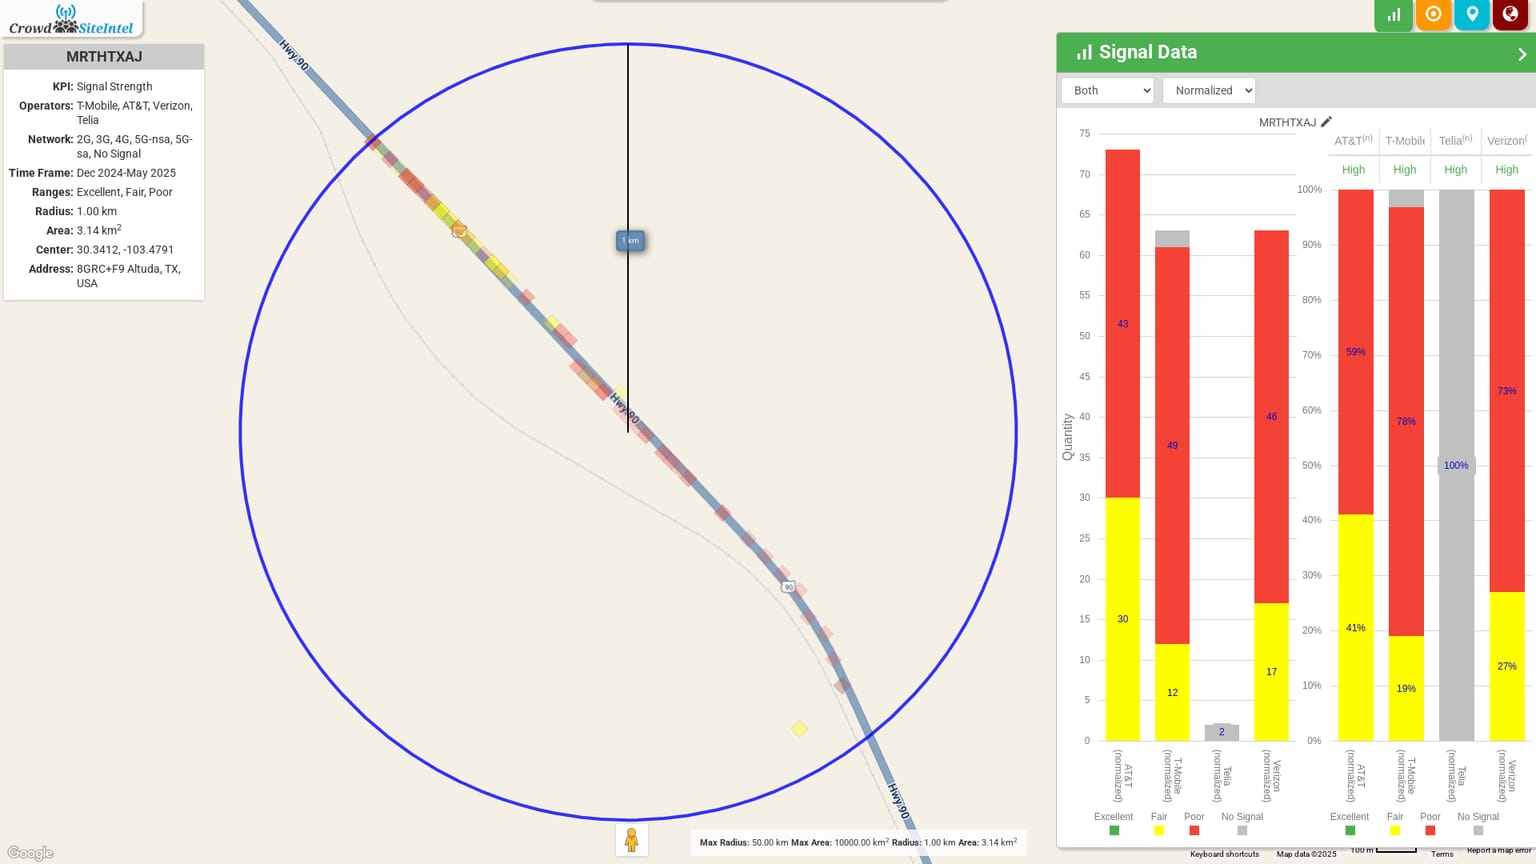 Crowd SiteIntel
MRTHTXAJ
KPI: Signal Strength
Operators: T-Mobile, AT&T, Verizon,
Telia
Network: 2G, 3G, 4G, 5G-nsa, 5G-
sa, No Signal
Time Frame: Dec 2024-May 2025
Ranges: Excellent, Fair, Poor
Radius: 1.00 km
Area: 3.14 km2
Center: 30.3412, -103.4791
Address: 8GRC+F9 Altuda, TX,
USA
Hwy 90
1 km
Hwy 90
90
Hwy 90
Google
Max Radius: 50.00 km Max Area: 10000.00 km2 Radius: 1.00 km Area: 3.14 km2
Signal Data
Both
Normalized
MRTHTXAJ
Quantity
75
70
65
60
55
50
45
40
35
30
25
20
15
10
5
0
43
30
49
12
2
46
17
AT&T (normalized)
T-Mobile (normalized)
Telia (normalized)
Verizon (normalized)
Excellent
Fair
Poor
No Signal
AT&T(n)
T-Mobile
Telia(n)
Verizon(
High
High
High
High
100%
90%
80%
70%
60%
50%
40%
30%
20%
10%
0%
59%
41%
78%
19%
100%
73%
27%
AT&T (normalized)
T-Mobile (normalized)
Telia (normalized)
Verizon (normalized)
Excellent
Fair
Poor
No Signal
Keyboard shortcuts
Map data ©2025
100 m
Terms
Report a map error